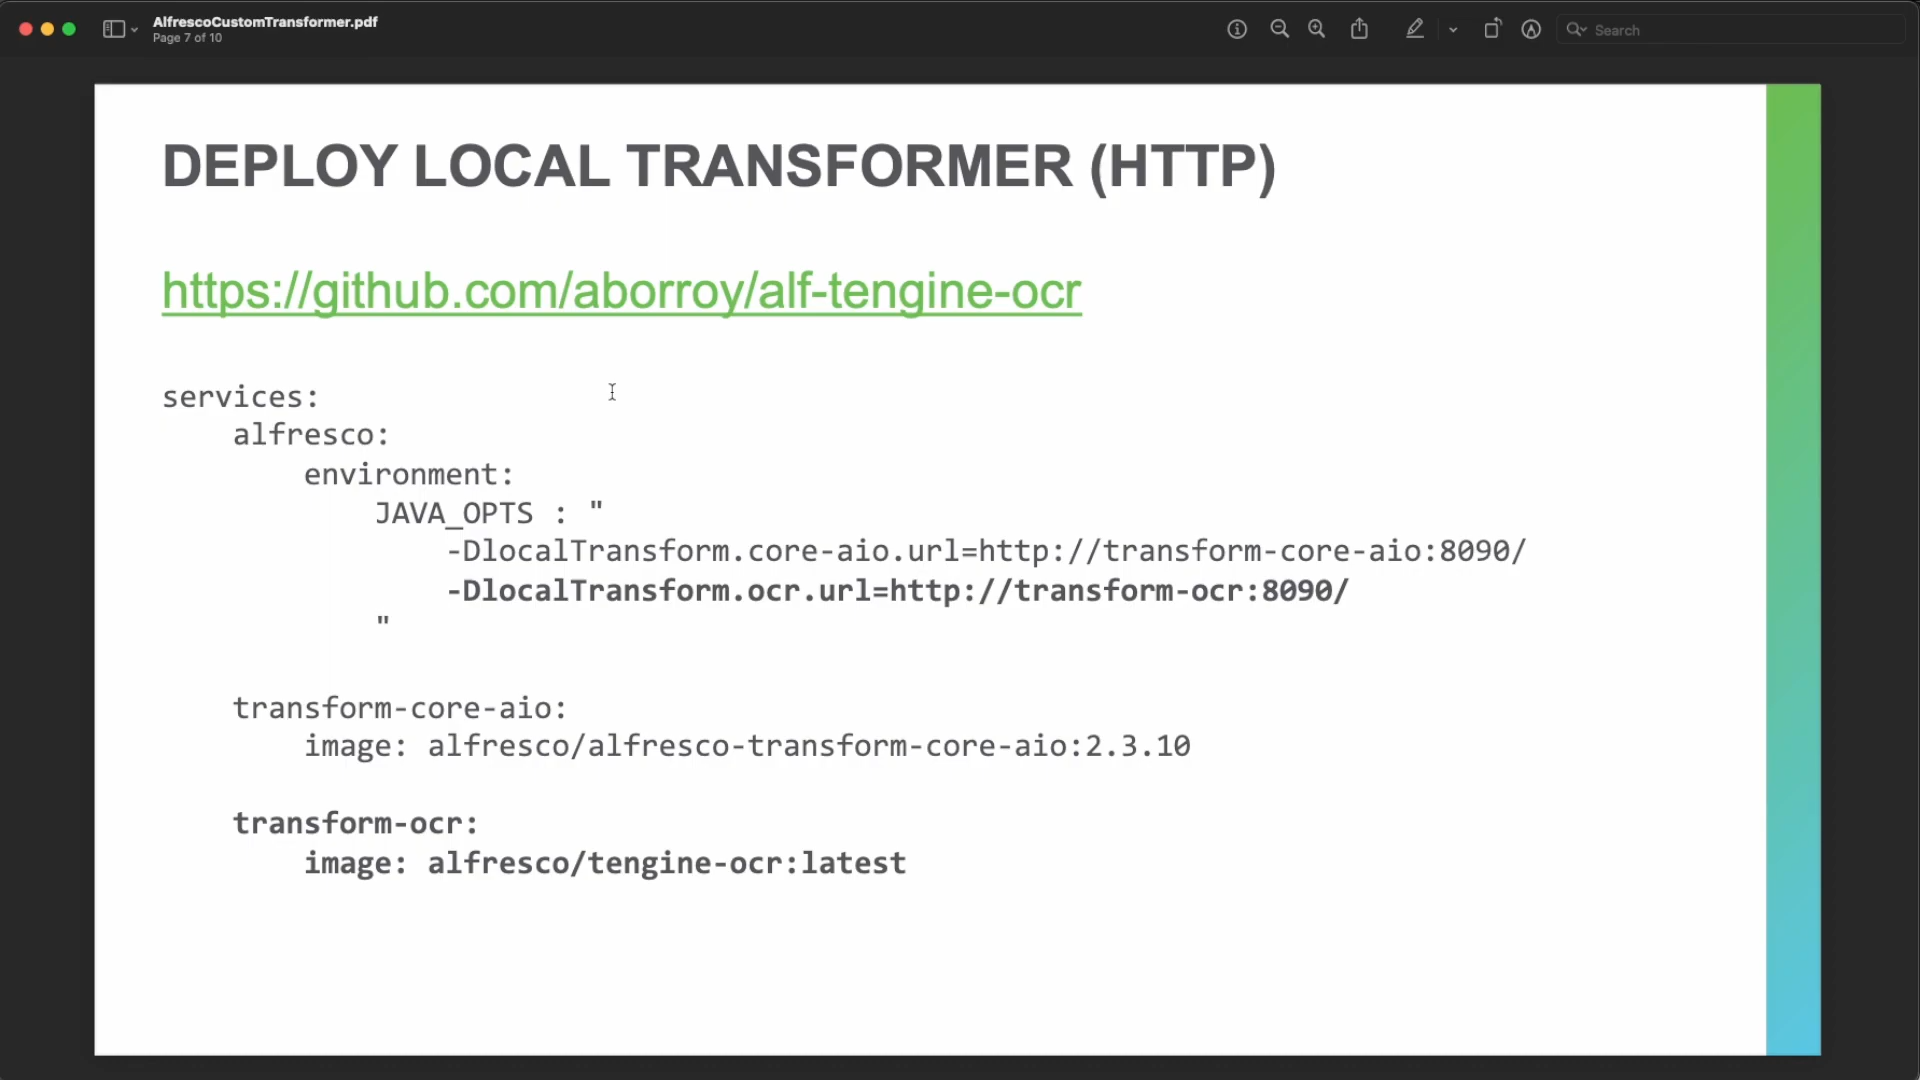 AlfrescoCustomTransformer.pdf
Page 7 of 10
Search
DEPLOY LOCAL TRANSFORMER (HTTP)
https://github.com/aborroy/alf-tengine-ocr
services:
alfresco:
environment:
JAVA_OPTS : "
-DlocalTransform.core-aio.url=http://transform-core-aio:8090/
-DlocalTransform.ocr.url=http://transform-ocr:8090/
"
transform-core-aio:
image: alfresco/alfresco-transform-core-aio:2.3.10
transform-ocr:
image: alfresco/tengine-ocr:latest